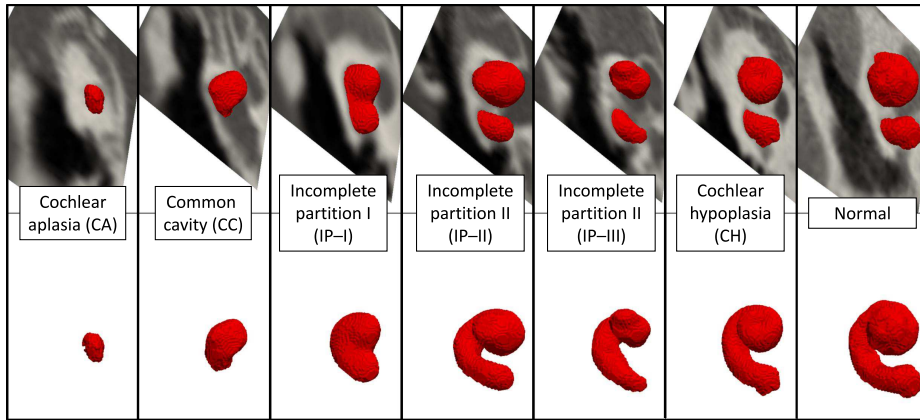 Cochlear
aplasia (CA)
Common
cavity (CC)
Incomplete
partition I
(IP–I)
Incomplete
partition II
(IP–II)
Incomplete
partition II
(IP–III)
Cochlear
hypoplasia
(CH)
Normal